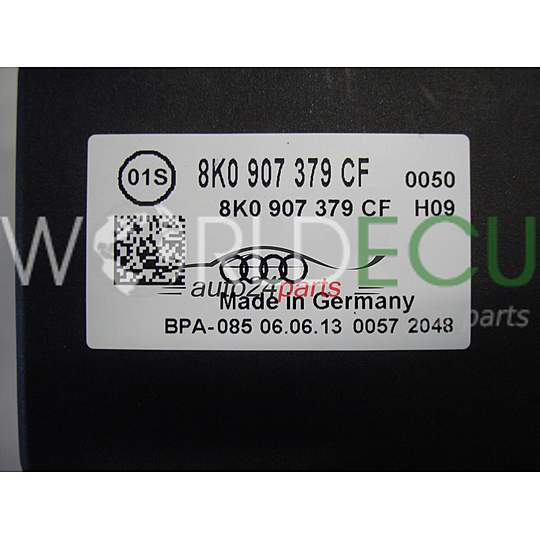 01S 8K0 907 379 CF 0050
8K0 907 379 CF H09
WORLDECU
auto24parts
Made in Germany
parts
BPA-085 06.06.13 0057 2048